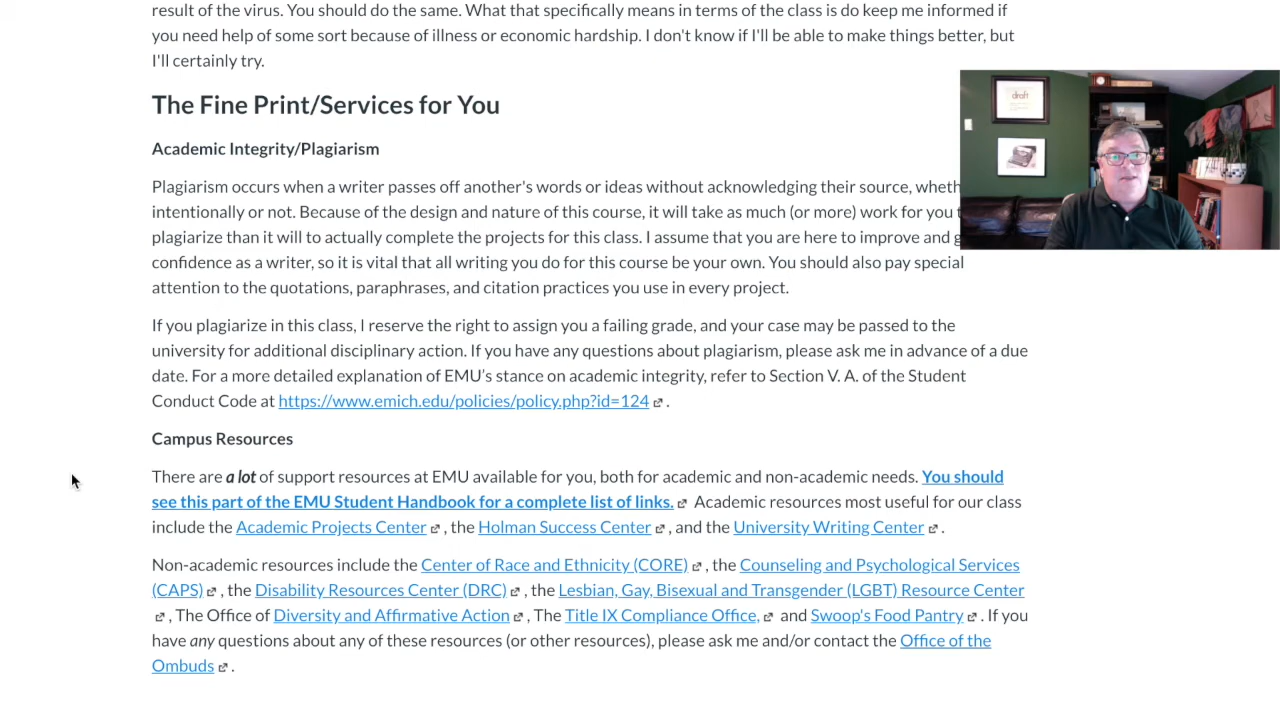 result of the virus. You should do the same. What that specifically means in terms of the class is do keep me informed if
you need help of some sort because of illness or economic hardship. I don't know if I'll be able to make things better, but
I'll certainly try.
The Fine Print/Services for You
draft
Academic Integrity/Plagiarism
Plagiarism occurs when a writer passes off another's words or ideas without acknowledging their source, wheth
intentionally or not. Because of the design and nature of this course, it will take as much (or more) work for you t
plagiarize than it will to actually complete the projects for this class. I assume that you are here to improve and g
confidence as a writer, so it is vital that all writing you do for this course be your own. You should also pay special
attention to the quotations, paraphrases, and citation practices you use in every project.
If you plagiarize in this class, I reserve the right to assign you a failing grade, and your case may be passed to the
university for additional disciplinary action. If you have any questions about plagiarism, please ask me in advance of a due
date. For a more detailed explanation of EMU's stance on academic integrity, refer to Section V. A. of the Student
Conduct Code at https://www.emich.edu/policies/policy.php?id=124 .
Campus Resources
There are a lot of support resources at EMU available for you, both for academic and non-academic needs. You should
see this part of the EMU Student Handbook for a complete list of links. Academic resources most useful for our class
include the Academic Projects Center , the Holman Success Center , and the University Writing Center .
Non-academic resources include the Center of Race and Ethnicity (CORE) , the Counseling and Psychological Services
(CAPS) , the Disability Resources Center (DRC) , the Lesbian, Gay, Bisexual and Transgender (LGBT) Resource Center
, The Office of Diversity and Affirmative Action , The Title IX Compliance Office, and Swoop's Food Pantry . If you
have any questions about any of these resources (or other resources), please ask me and/or contact the Office of the
Ombuds .